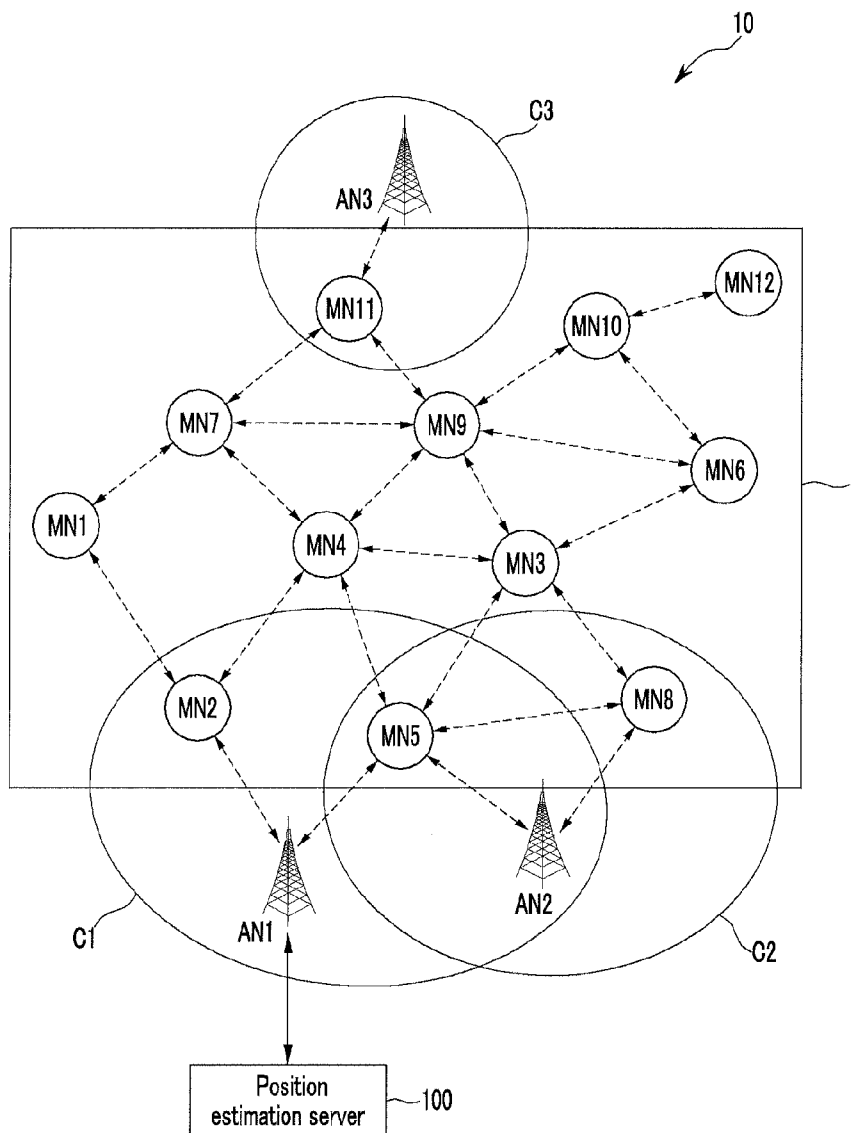 10
C3
AN3
MN12
MN11
MN10
MN7
MN9
MN6
MN1
MN4
MN3
MN2
MN5
MN8
AN1
AN2
C1
C2
Position
estimation server
100